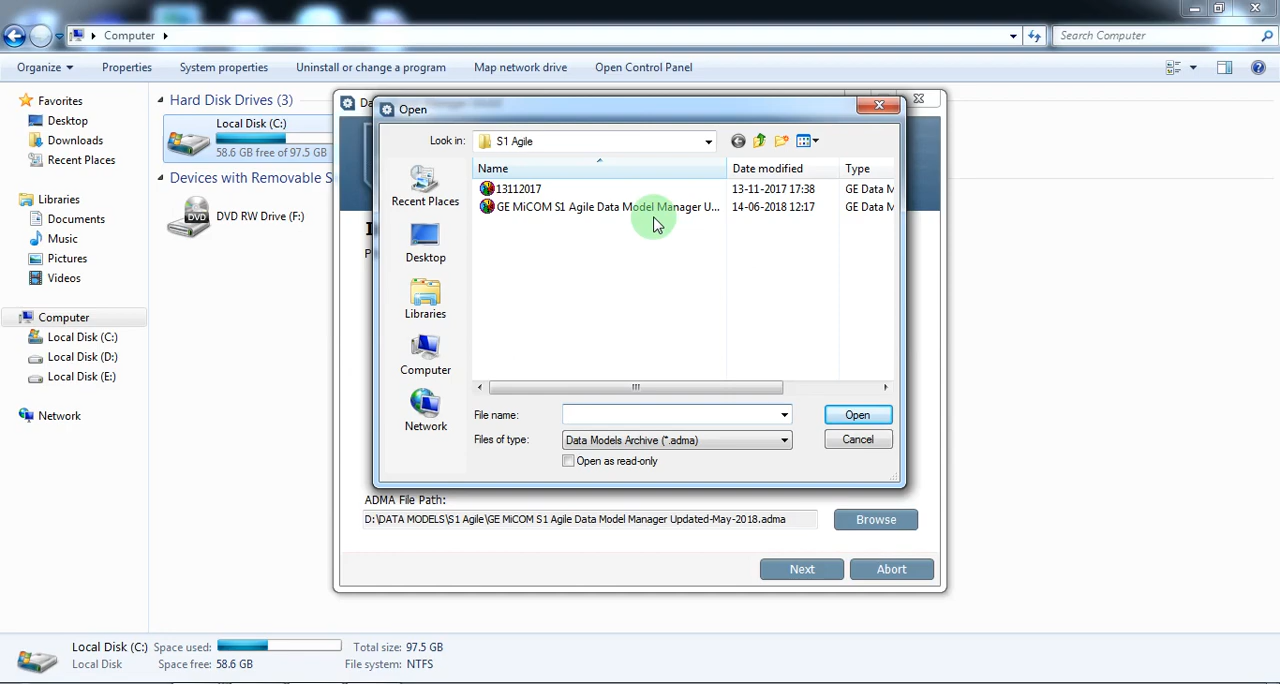 Computer
Search Computer
Organize
Properties
System properties
Uninstall or change a program
Map network drive
Open Control Panel
Favorites
Desktop
Downloads
Recent Places
Libraries
Documents
Music
Pictures
Videos
Computer
Local Disk (C:)
Local Disk (D:)
Local Disk (E:)
Network
Hard Disk Drives (3)
Local Disk (C:)
58.6 GB free of 97.5 GB
Devices with Removable S
DVD
DVD RW Drive (F:)
Da
Open
Look in:
S1 Agile
Recent Places
Desktop
Libraries
Computer
Network
Name
Date modified
Type
13112017
13-11-2017 17:38
GE Data M
GE MiCOM S1 Agile Data Model Manager U...
14-06-2018 12:17
GE Data M
File name:
Open
Files of type:
Data Models Archive (*.adma)
Cancel
Open as read-only
ADMA File Path:
D:\DATA MODELS\S1 Agile\GE MiCOM S1 Agile Data Model Manager Updated-May-2018.adma
Browse
Next
Abort
Local Disk (C:)
Space used:
Total size: 97.5 GB
Local Disk
Space free: 58.6 GB
File system: NTFS